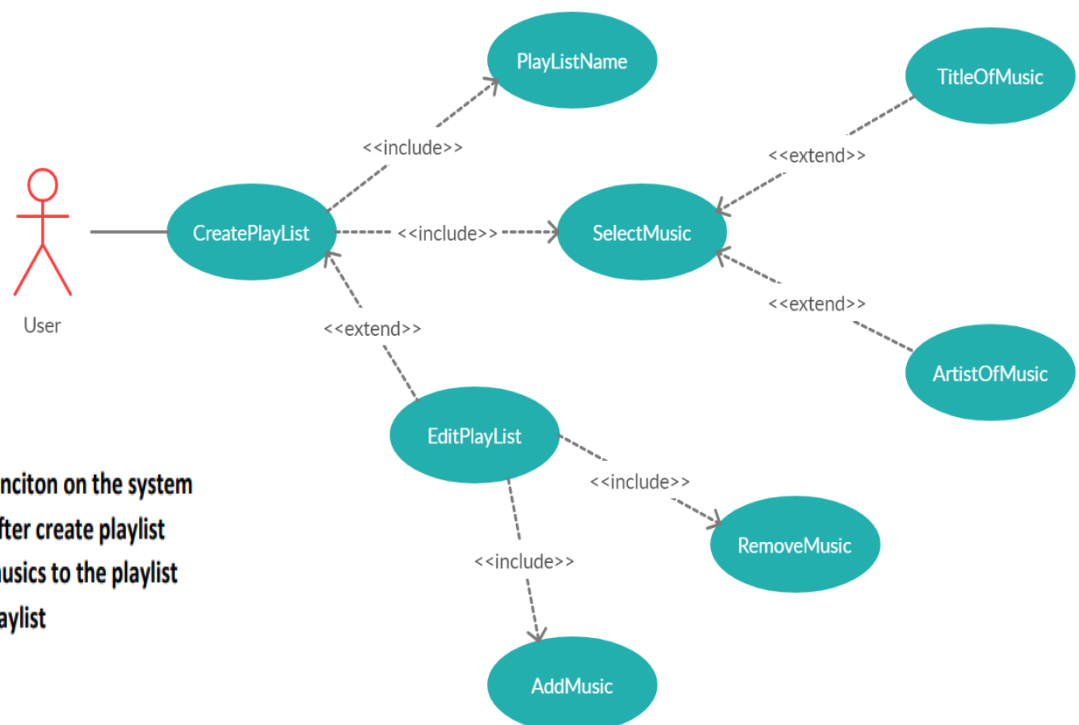 PlayListName
TitleOfMusic
<<include>>
<<extend>>
CreatePlayList
<<include>>
SelectMusic
User
<<extend>>
<<extend>>
ArtistOfMusic
EditPlayList
nciton on the system
<<include>>
fter create playlist
RemoveMusic
<<include>>
usics to the playlist
aylist
AddMusic